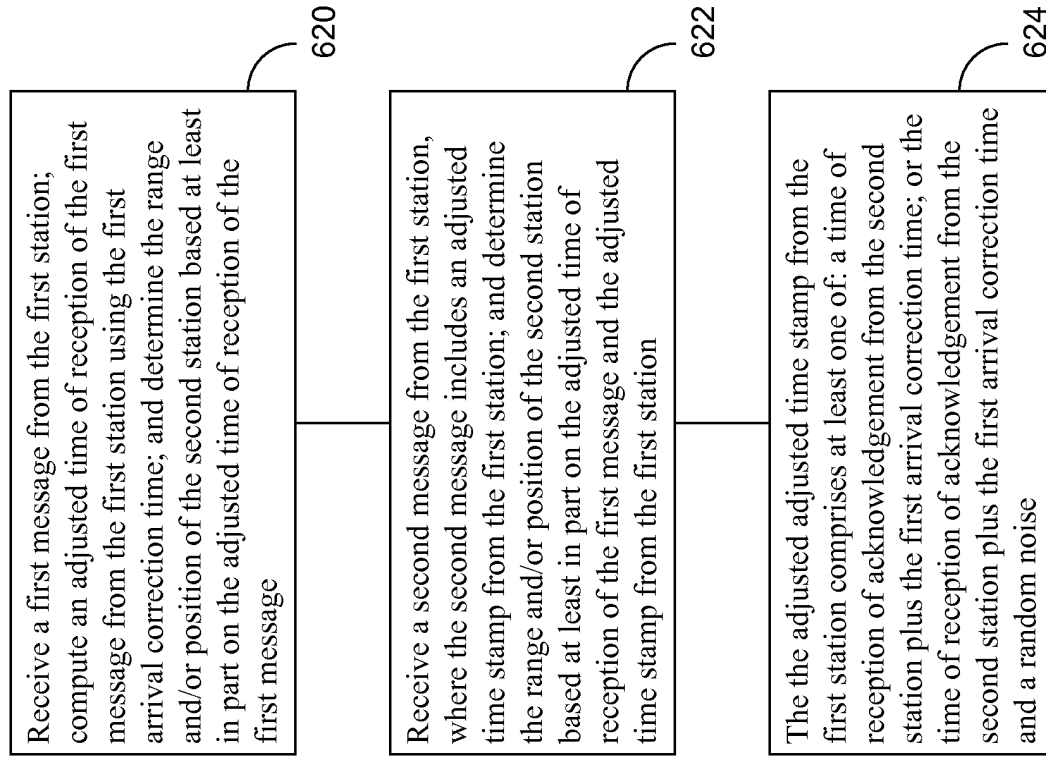 Receive a first message from the first station;
compute an adjusted time of reception of the first
message from the first station using the first
arrival correction time; and determine the range
and/or position of the second station based at least
in part on the adjusted time of reception of the
first message
620
Receive a second message from the first station,
where the second message includes an adjusted
time stamp from the first station; and determine
the range and/or position of the second station
based at least in part on the adjusted time of
reception of the first message and the adjusted
time stamp from the first station
622
The the adjusted adjusted time stamp from the
first station comprises at least one of: a time of
reception of acknowledgement from the second
station plus the first arrival correction time; or the
time of reception of acknowledgement from the
second station plus the first arrival correction time
and a random noise
624